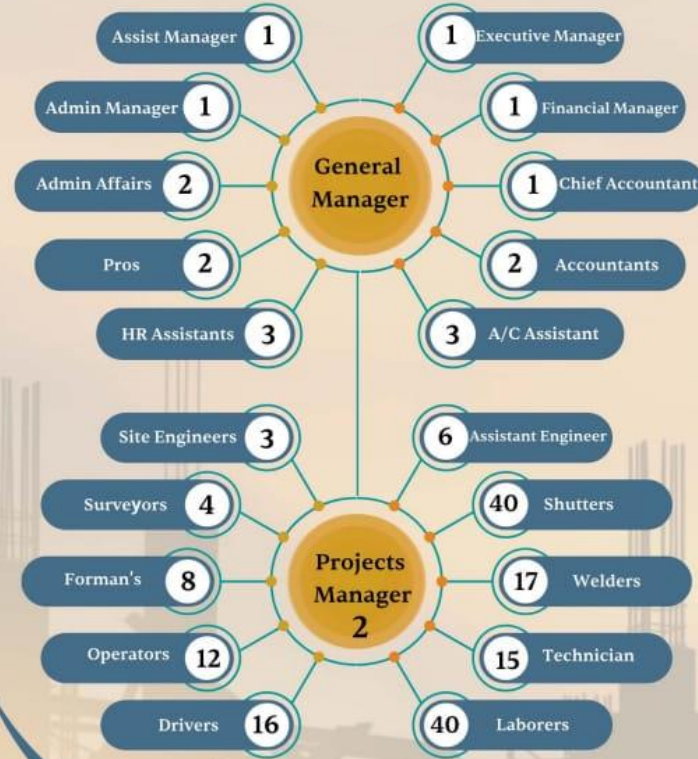 Assist Manager 1
1 Executive Manager
Admin Manager 1
1 Financial Manager
General
Manager
Admin Affairs 2
1 Chief Accountant
Pros 2
2 Accountants
HR Assistants 3
3 A/C Assistant
Site Engineers 3
6 Assistant Engineer
Surveyors 4
40 Shutters
Projects
Manager
2
Forman's 8
17 Welders
Operators 12
15 Technician
Drivers 16
40 Laborers